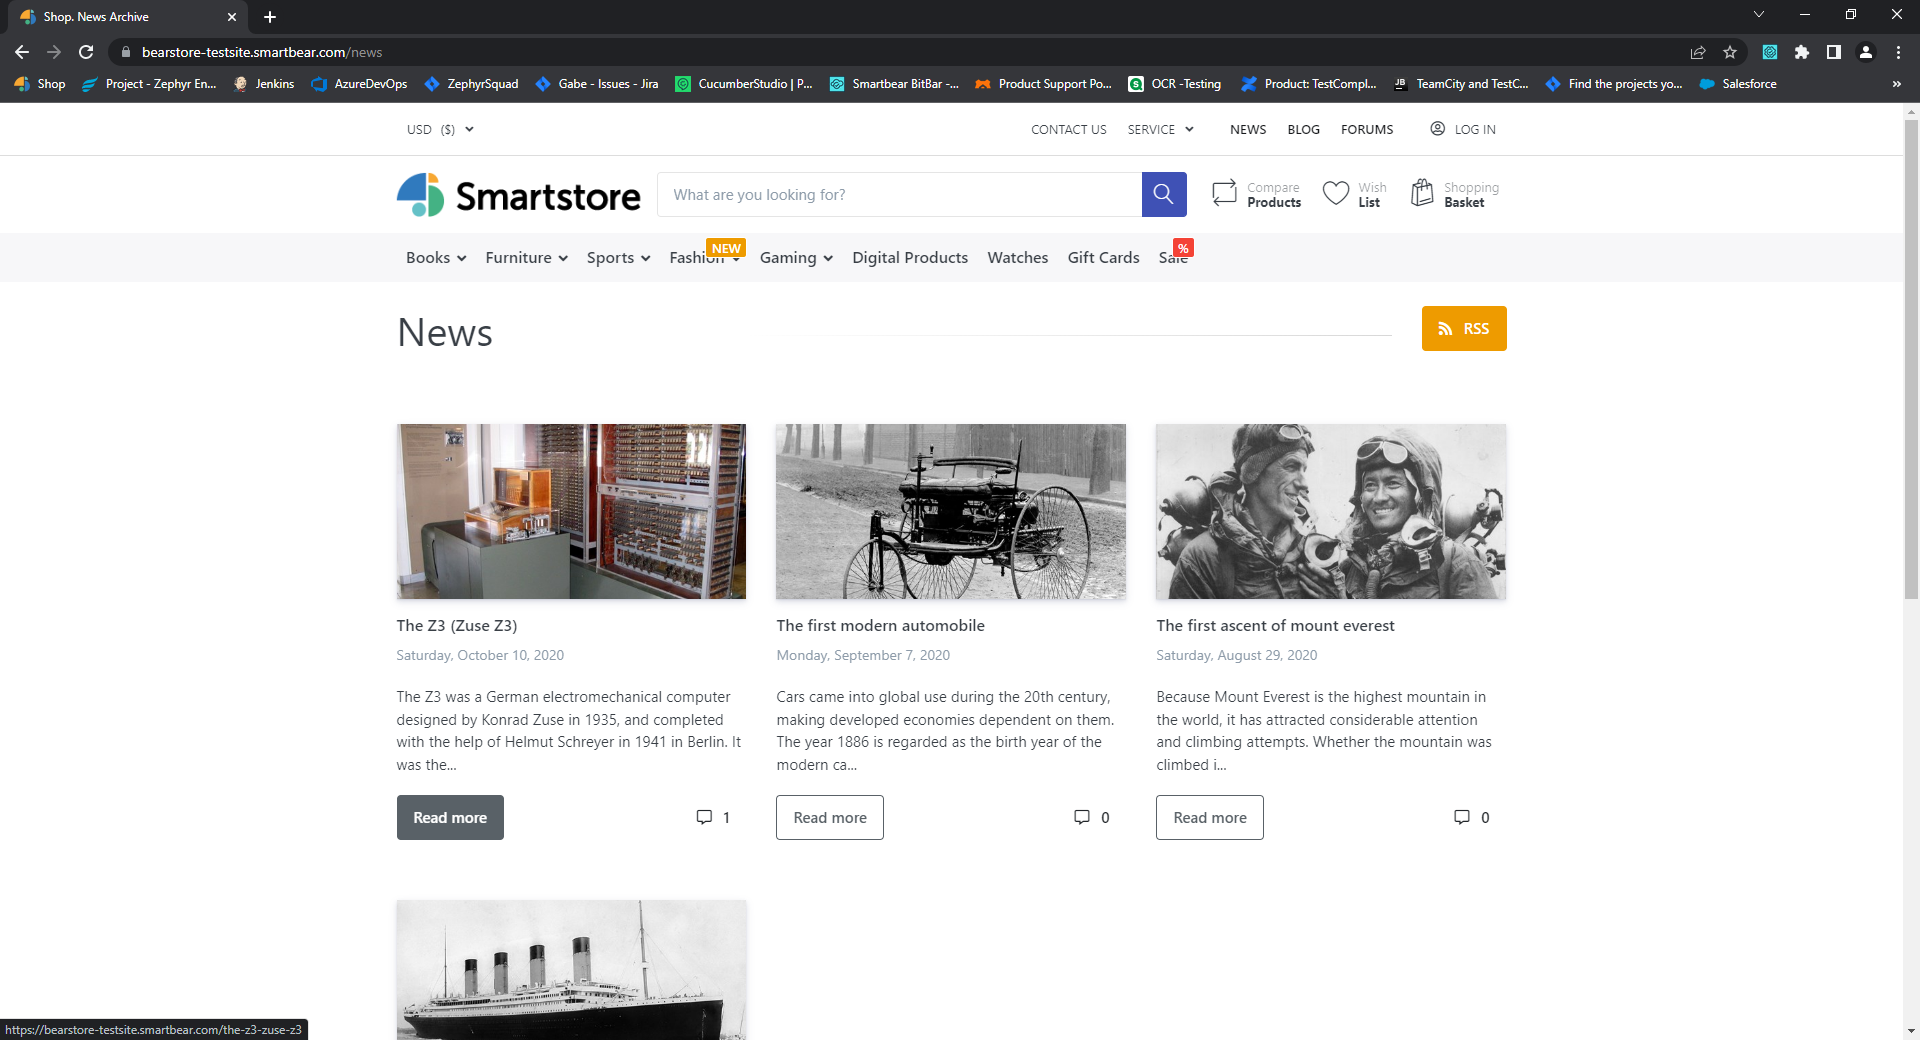 Shop. News Archive
bearstore-testsite.smartbear.com/news
Shop Project - Zephyr En... Jenkins AzureDevOps ZephyrSquad Gabe - Issues - Jira CucumberStudio | P... Smartbear BitBar -... Product Support Po... OCR -Testing Product: TestCompl... TeamCity and TestC... Find the projects yo... Salesforce »
USD ($) CONTACT US SERVICE NEWS BLOG FORUMS LOG IN
Smartstore
What are you looking for?
Compare
Products
Wish
List
Shopping
Basket
NEW
%
Books Furniture Sports Fashion Gaming Digital Products Watches Gift Cards Sale
News
RSS
The Z3 (Zuse Z3)
Saturday, October 10, 2020
The Z3 was a German electromechanical computer
designed by Konrad Zuse in 1935, and completed
with the help of Helmut Schreyer in 1941 in Berlin. It
was the...
Read more 1
The first modern automobile
Monday, September 7, 2020
Cars came into global use during the 20th century,
making developed economies dependent on them.
The year 1886 is regarded as the birth year of the
modern ca...
Read more 0
The first ascent of mount everest
Saturday, August 29, 2020
Because Mount Everest is the highest mountain in
the world, it has attracted considerable attention
and climbing attempts. Whether the mountain was
climbed i...
Read more 0
https://bearstore-testsite.smartbear.com/the-z3-zuse-z3